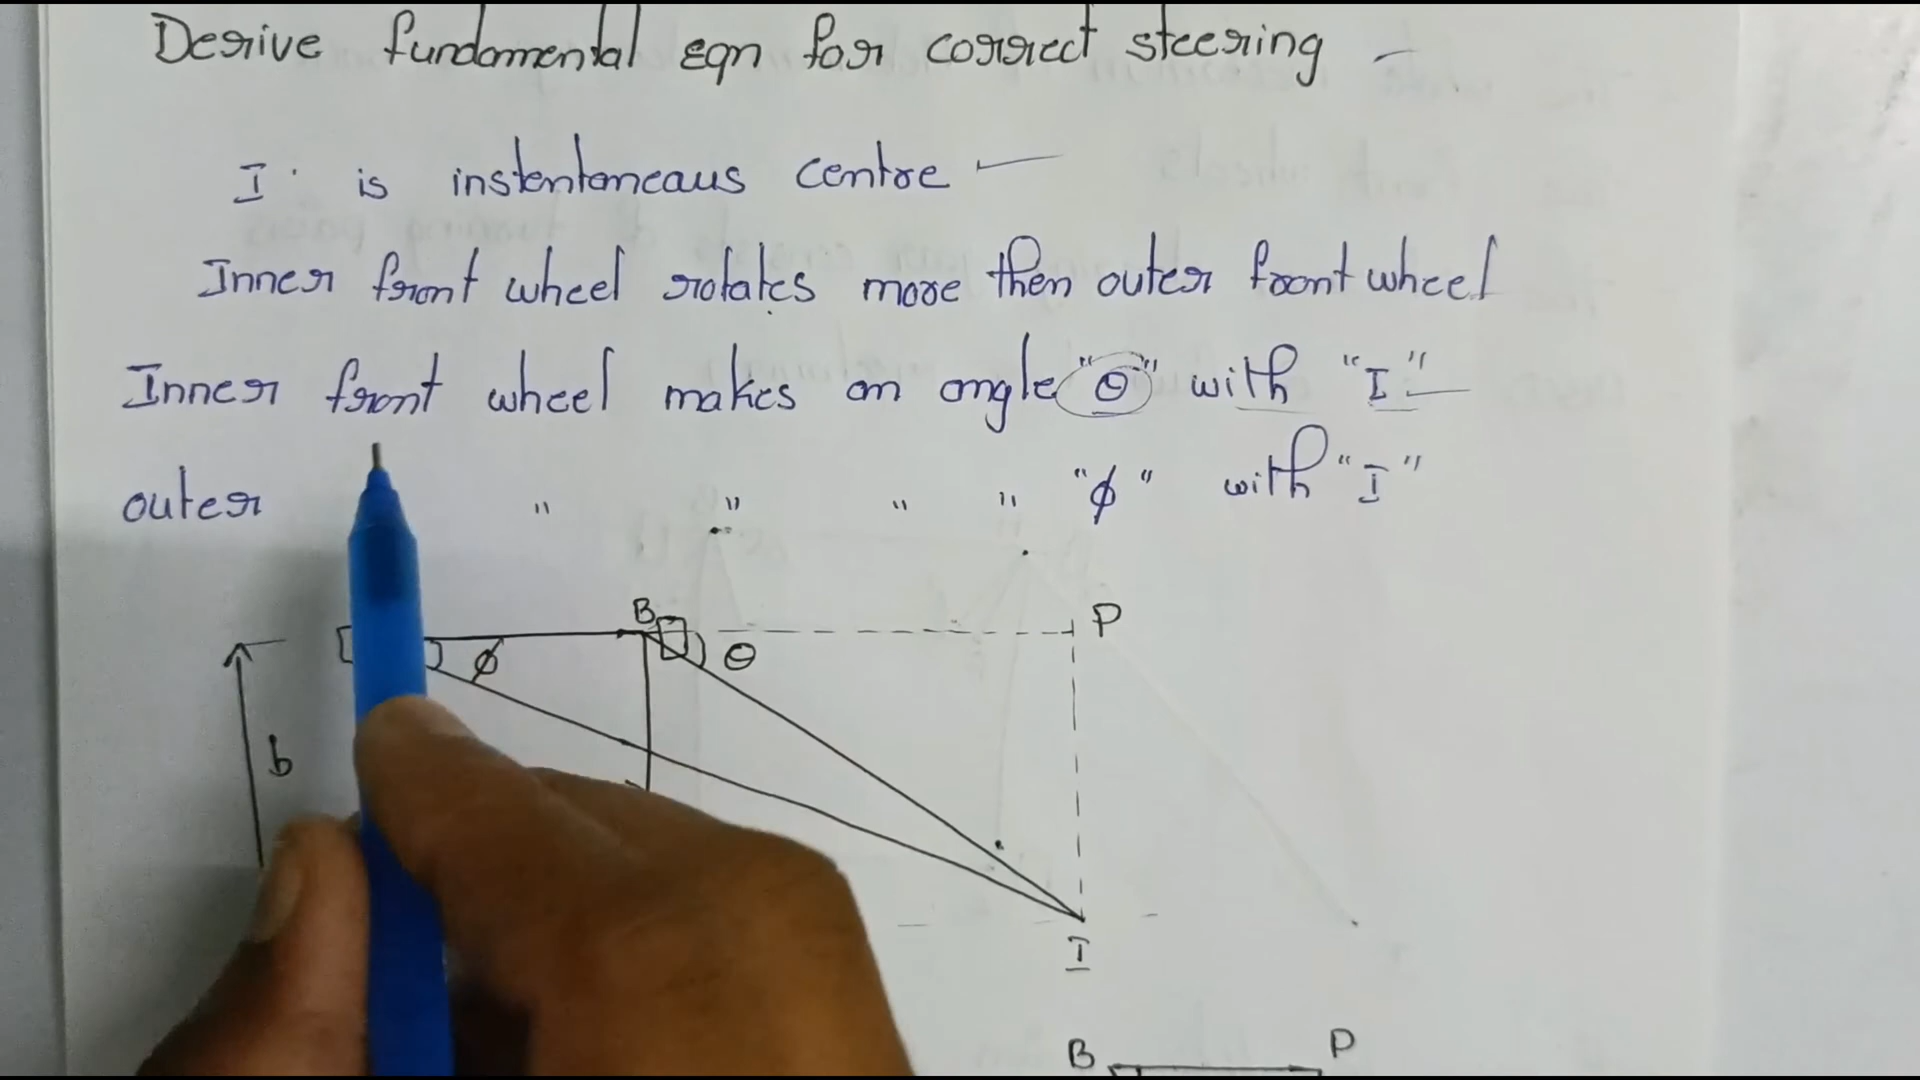 Derive fundamental eqn for correct steering -
I is instentoneaus centre -
Inner front wheel rotates more then outer front wheel
Inner front wheel makes an angle "θ" with "I"
outer " " " " "φ" with "I"
B P
φ θ
b
I
B P